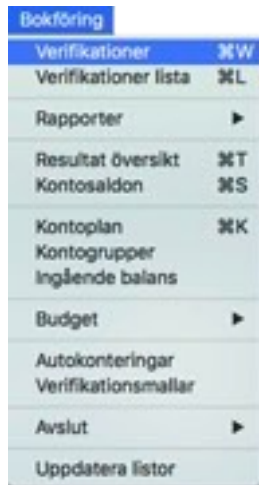 Bokföring
Verifikationer ⌘W
Verifikationer lista ⌘L
Rapporter ▶
Resultat översikt ⌘T
Kontosaldon ⌘S
Kontoplan ⌘K
Kontogrupper
Ingående balans
Budget ▶
Autokonteringar
Verifikationsmallar
Avslut ▶
Uppdatera listor